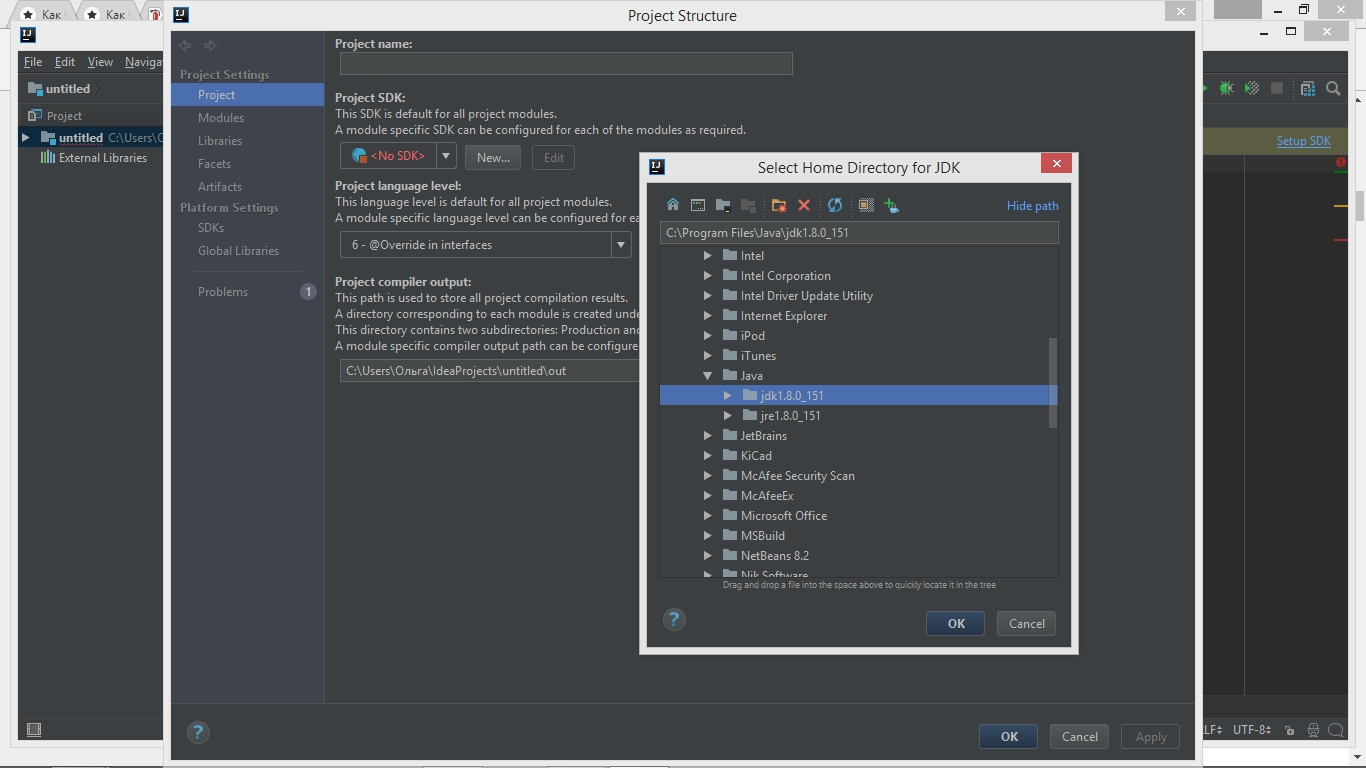 Как
Как
Project Structure
File Edit View Naviga
untitled
Project
untitled C:\Users\О
External Libraries
Project Settings
Project
Modules
Libraries
Facets
Artifacts
Platform Settings
SDKs
Global Libraries
Problems 1
Project name:
Project SDK:
This SDK is default for all project modules.
A module specific SDK can be configured for each of the modules as required.
<No SDK> New... Edit
Project language level:
This language level is default for all project modules.
A module specific language level can be configured for ea
6 - @Override in interfaces
Project compiler output:
This path is used to store all project compilation results.
A directory corresponding to each module is created unde
This directory contains two subdirectories: Production and
A module specific compiler output path can be configured
C:\Users\Ольга\IdeaProjects\untitled\out
Setup SDK
Select Home Directory for JDK
Hide path
C:\Program Files\Java\jdk1.8.0_151
Intel
Intel Corporation
Intel Driver Update Utility
Internet Explorer
iPod
iTunes
Java
jdk1.8.0_151
jre1.8.0_151
JetBrains
KiCad
McAfee Security Scan
McAfeeEx
Microsoft Office
MSBuild
NetBeans 8.2
Nik Software
Drag and drop a file into the space above to quickly locate it in the tree
? OK Cancel
? OK Cancel Apply
LF UTF-8